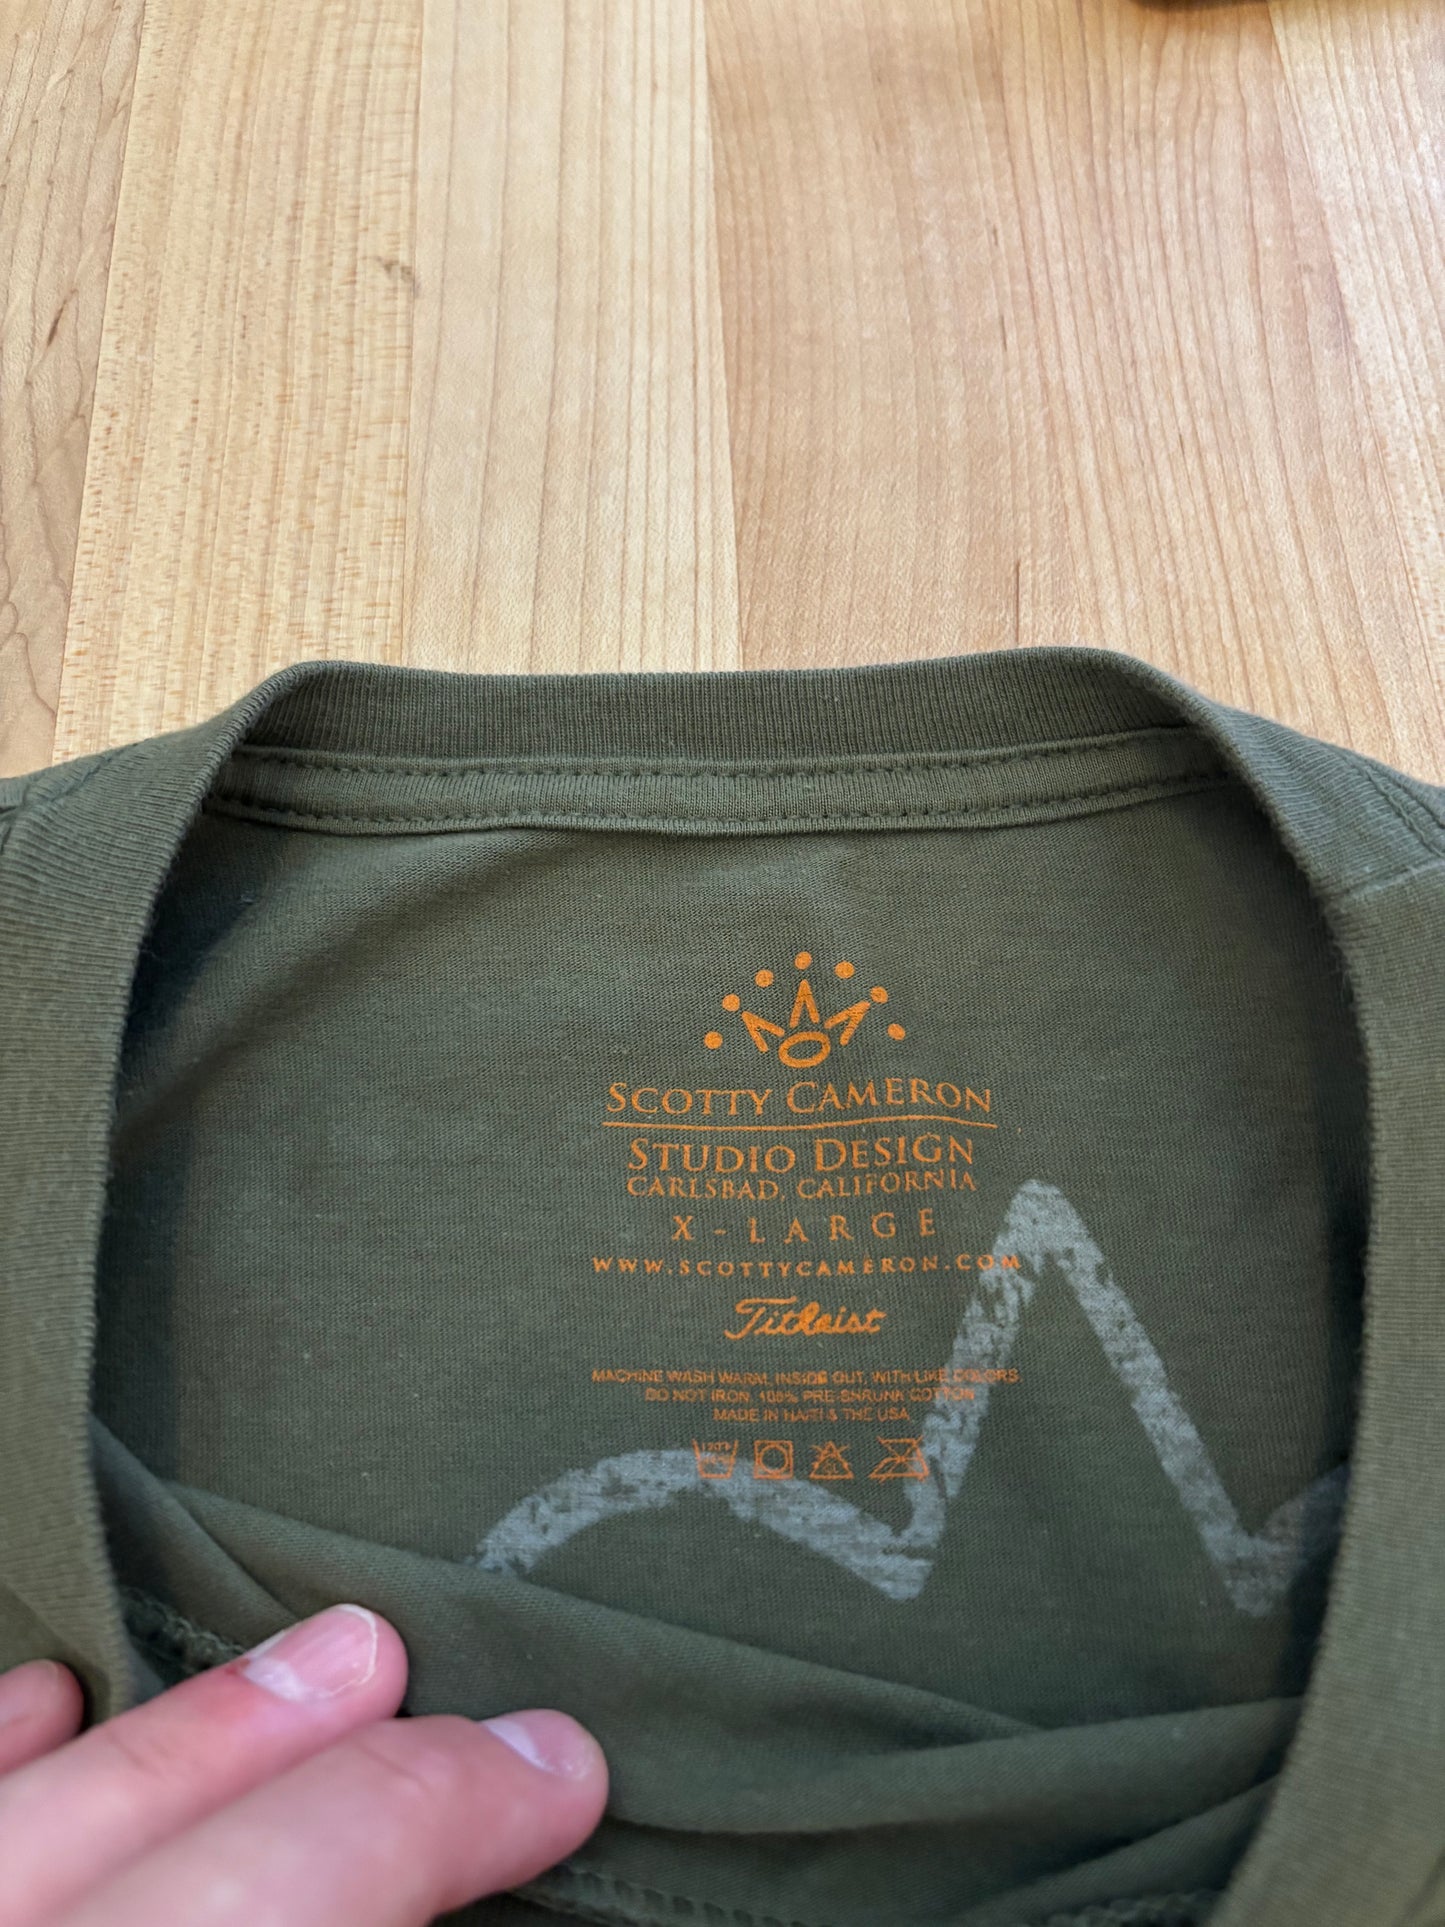 SCOTTY CAMERON
STUDIO DESIGN
CARLSBAD, CALIFORNIA
X-LARGE
WWW.SCOTTYCAMERON.COM
Titleist
MACHINE WASH WARM, INSIDE OUT, WITH LIKE COLORS
DO NOT IRON. 100% PRE-SHRUNK COTTON
MADE IN HAITI & THE USA